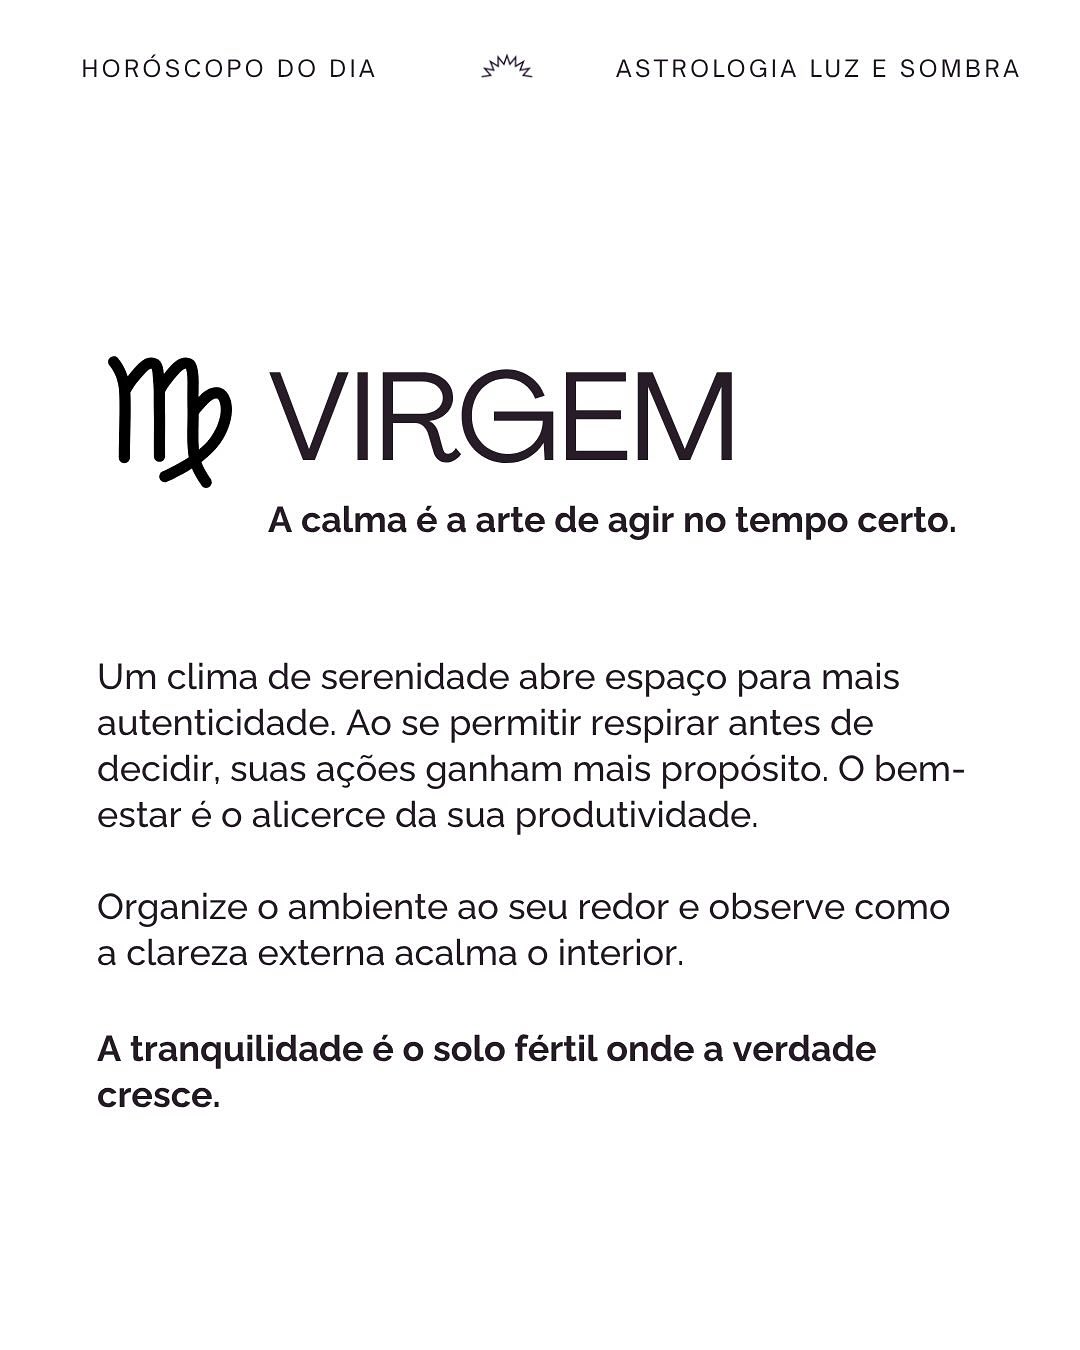 HORÓSCOPO DO DIA
ASTROLOGIA LUZ E SOMBRA
VIRGEM
A calma é a arte de agir no tempo certo.
Um clima de serenidade abre espaço para mais
autenticidade. Ao se permitir respirar antes de
decidir, suas ações ganham mais propósito. O bem-
estar é o alicerce da sua produtividade.
Organize o ambiente ao seu redor e observe como
a clareza externa acalma o interior.
A tranquilidade é o solo fértil onde a verdade
cresce.